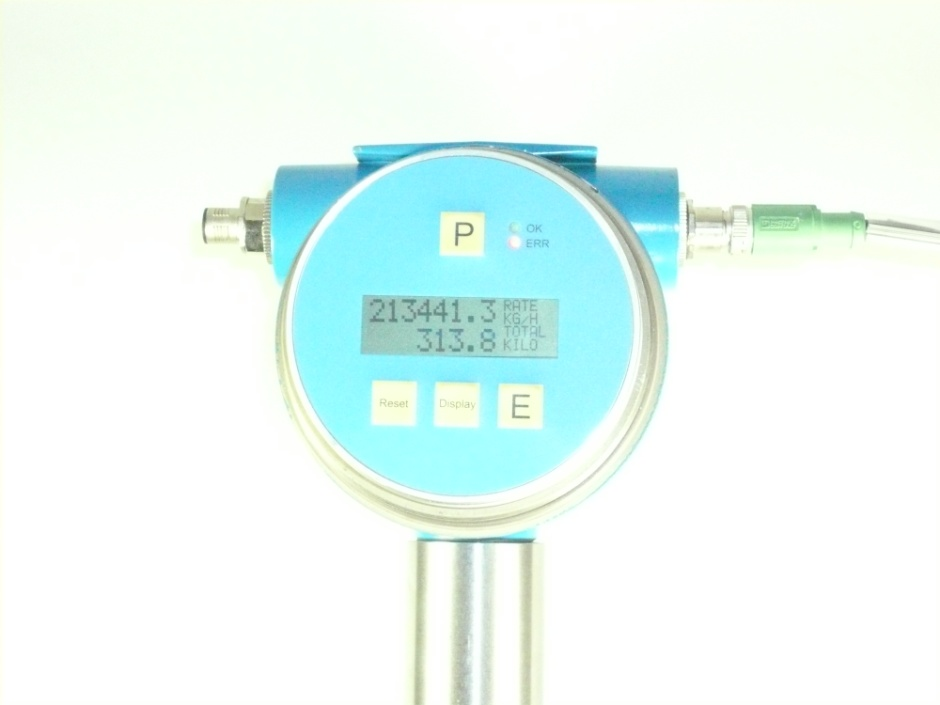 P
OK
ERR
213441.3 RATE KG/H
313.8 TOTAL KILO
Reset
Display
E